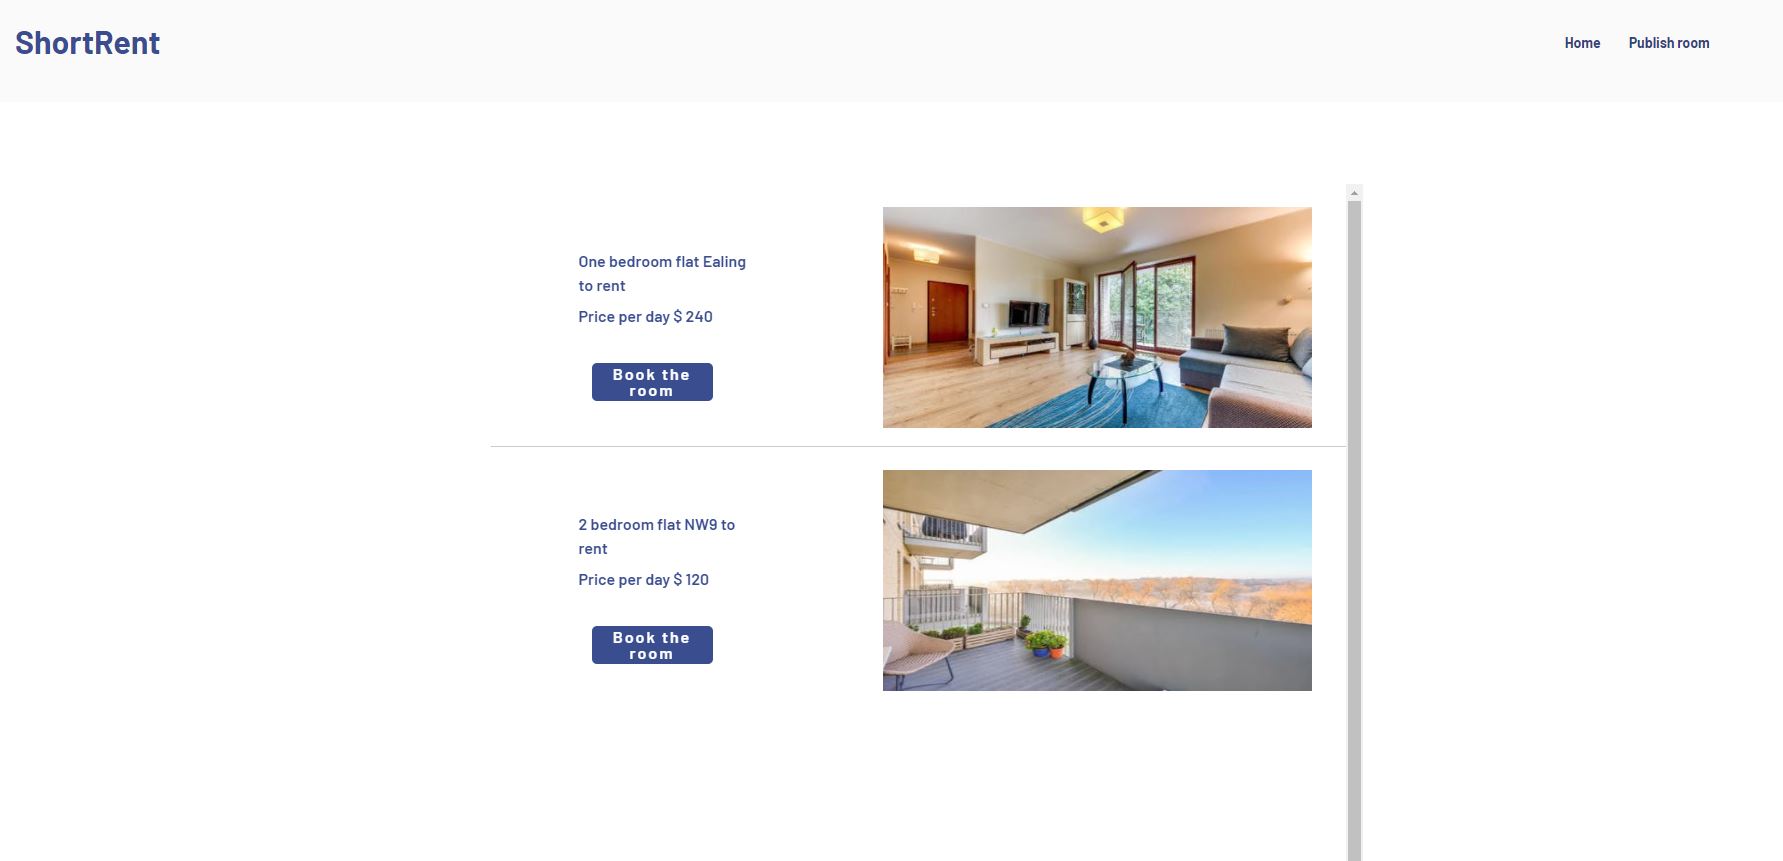 ShortRent
Home
Publish room
One bedroom flat Ealing
to rent
Price per day $ 240
Book the
room
2 bedroom flat NW9 to
rent
Price per day $ 120
Book the
room